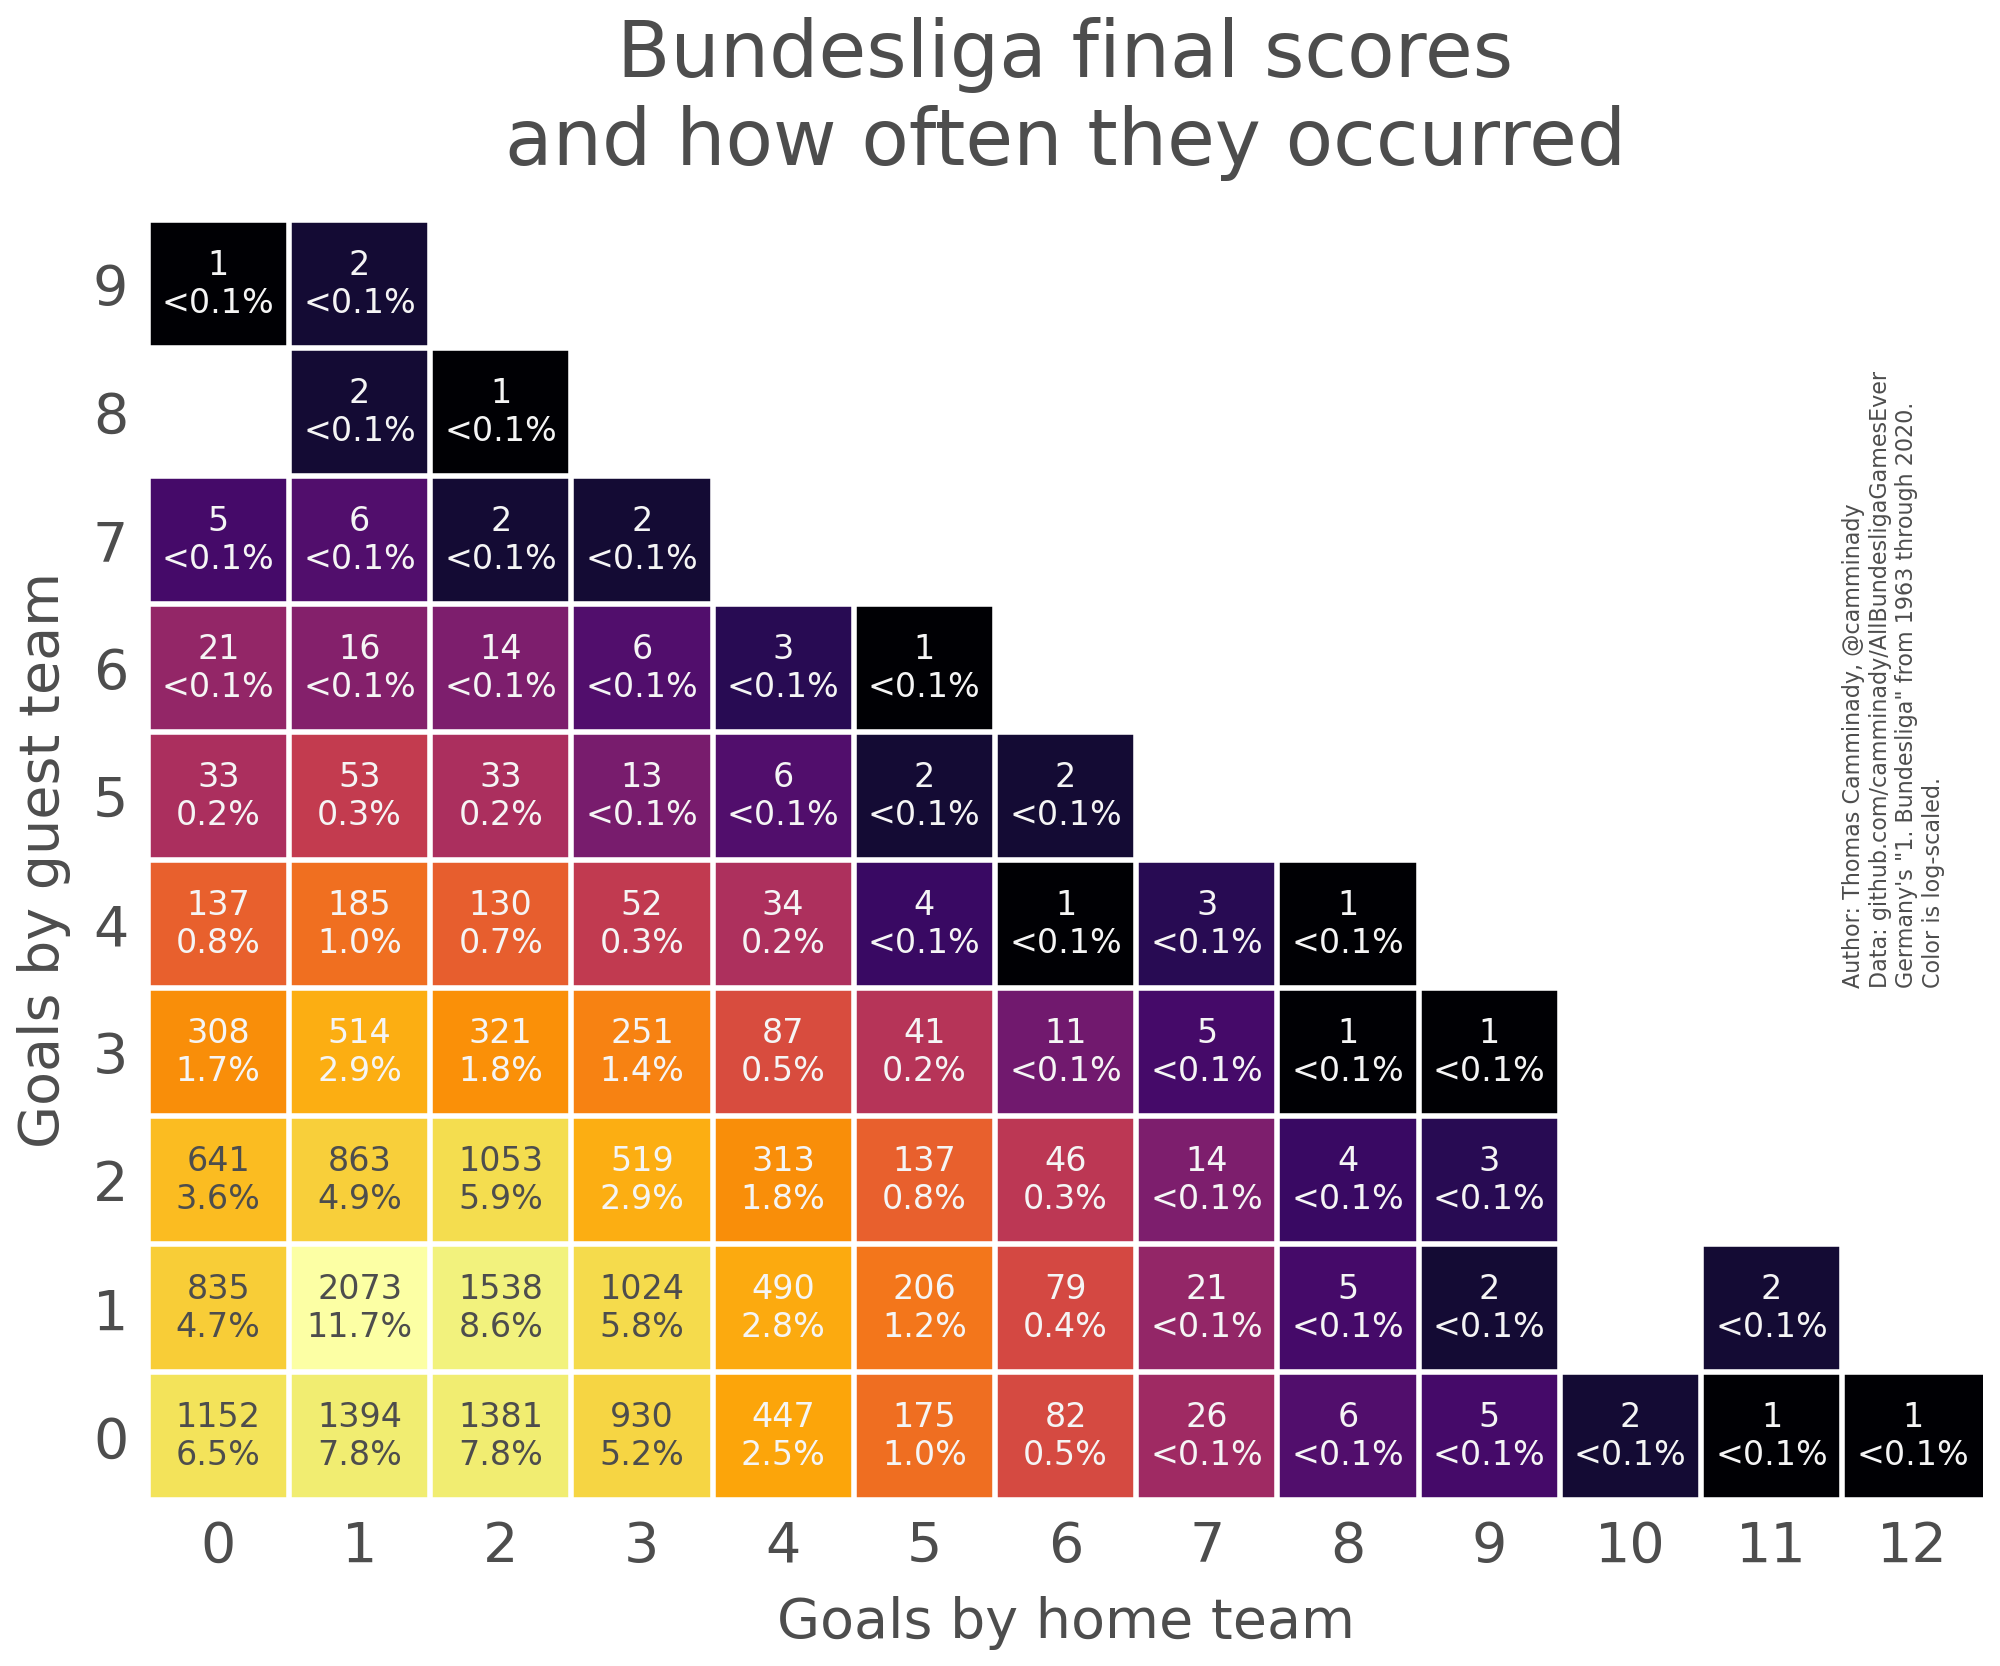 Bundesliga final scores
and how often they occurred
Goals by guest team
9
1 2
<0.1% <0.1%
8
2 1
<0.1% <0.1%
7
5 6 2 2
<0.1% <0.1% <0.1% <0.1%
6
21 16 14 6 3 1
<0.1% <0.1% <0.1% <0.1% <0.1% <0.1%
5
33 53 33 13 6 2 2
0.2% 0.3% 0.2% <0.1% <0.1% <0.1% <0.1%
4
137 185 130 52 34 4 1 3 1
0.8% 1.0% 0.7% 0.3% 0.2% <0.1% <0.1% <0.1% <0.1%
3
308 514 321 251 87 41 11 5 1 1
1.7% 2.9% 1.8% 1.4% 0.5% 0.2% <0.1% <0.1% <0.1% <0.1%
2
641 863 1053 519 313 137 46 14 4 3
3.6% 4.9% 5.9% 2.9% 1.8% 0.8% 0.3% <0.1% <0.1% <0.1%
1
835 2073 1538 1024 490 206 79 21 5 2 2
4.7% 11.7% 8.6% 5.8% 2.8% 1.2% 0.4% <0.1% <0.1% <0.1% <0.1%
0
1152 1394 1381 930 447 175 82 26 6 5 2 1 1
6.5% 7.8% 7.8% 5.2% 2.5% 1.0% 0.5% <0.1% <0.1% <0.1% <0.1% <0.1% <0.1%
0 1 2 3 4 5 6 7 8 9 10 11 12
Goals by home team
Author: Thomas Camminady, @camminady
Data: github.com/camminady/AllBundesligaGamesEver
Germany's "1. Bundesliga" from 1963 through 2020.
Color is log-scaled.